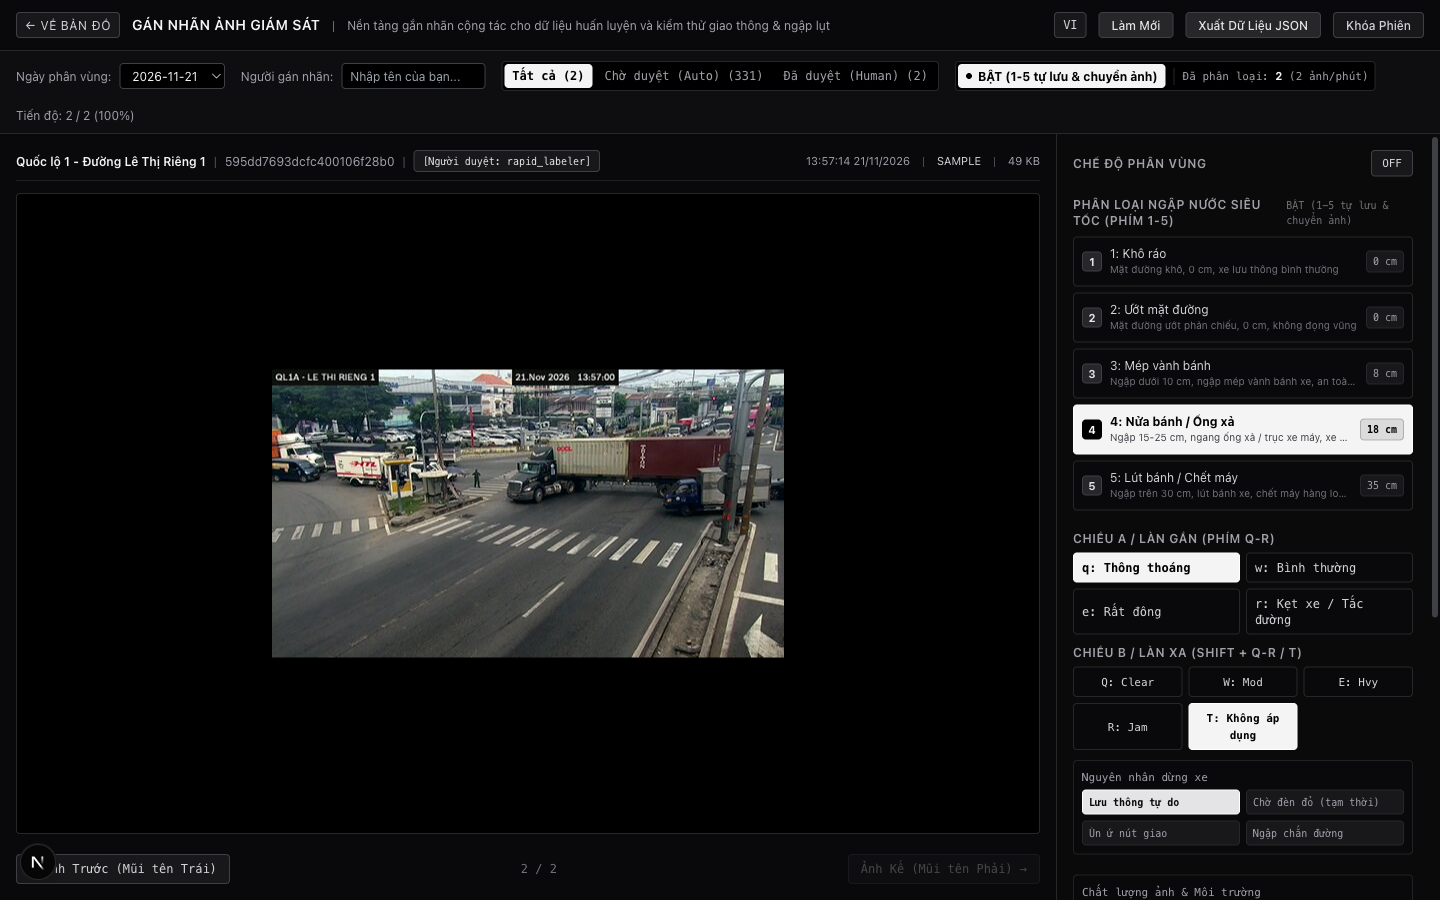 ← VỀ BẢN ĐỒ
GÁN NHÃN ẢNH GIÁM SÁT | Nền tảng gán nhãn cộng tác cho dữ liệu huấn luyện và kiểm thử giao thông & ngập lụt
VI
Làm Mới
Xuất Dữ Liệu JSON
Khóa Phiên
Ngày phân vùng: 2026-11-21
Người gán nhãn: Nhập tên của bạn...
Tất cả (2)
Chờ duyệt (Auto) (331)
Đã duyệt (Human) (2)
● BẬT (1-5 tự lưu & chuyển ảnh)
Đã phân loại: 2 (2 ảnh/phút)
Tiến độ: 2 / 2 (100%)
Quốc lộ 1 - Đường Lê Thị Riêng 1 | 595dd7693dcfc400106f28b0 | [Người duyệt: rapid_labeler]
13:57:14 21/11/2026 | SAMPLE | 49 KB
QL1A - LE THI RIENG 1
21.Nov 2026 13:57:00
HTL
CHẾ ĐỘ PHÂN VÙNG
OFF
PHÂN LOẠI NGẬP NƯỚC SIÊU TỐC (PHÍM 1-5)
BẬT (1-5 tự lưu & chuyển ảnh)
1
1: Khô ráo
Mặt đường khô, 0 cm, xe lưu thông bình thường
0 cm
2
2: Ướt mặt đường
Mặt đường ướt phản chiếu, 0 cm, không đọng vũng
0 cm
3
3: Mép vành bánh
Ngập dưới 10 cm, ngập mép vành bánh xe, an toà...
8 cm
4
4: Nửa bánh / Ống xả
Ngập 15-25 cm, ngang ống xả / trục xe máy, xe ...
18 cm
5
5: Lút bánh / Chết máy
Ngập trên 30 cm, lút bánh xe, chết máy hàng lo...
35 cm
CHIỀU A / LÀN GẦN (PHÍM Q-R)
q: Thông thoáng
w: Bình thường
e: Rất đông
r: Kẹt xe / Tắc đường
CHIỀU B / LÀN XA (SHIFT + Q-R / T)
Q: Clear
W: Mod
E: Hvy
R: Jam
T: Không áp dụng
Nguyên nhân dừng xe
Lưu thông tự do
Chờ đèn đỏ (tạm thời)
Ùn ứ nút giao
Ngập chắn đường
Chất lượng ảnh & Môi trường
N
h Trước (Mũi tên Trái)
2 / 2
Ảnh Kế (Mũi tên Phải) →